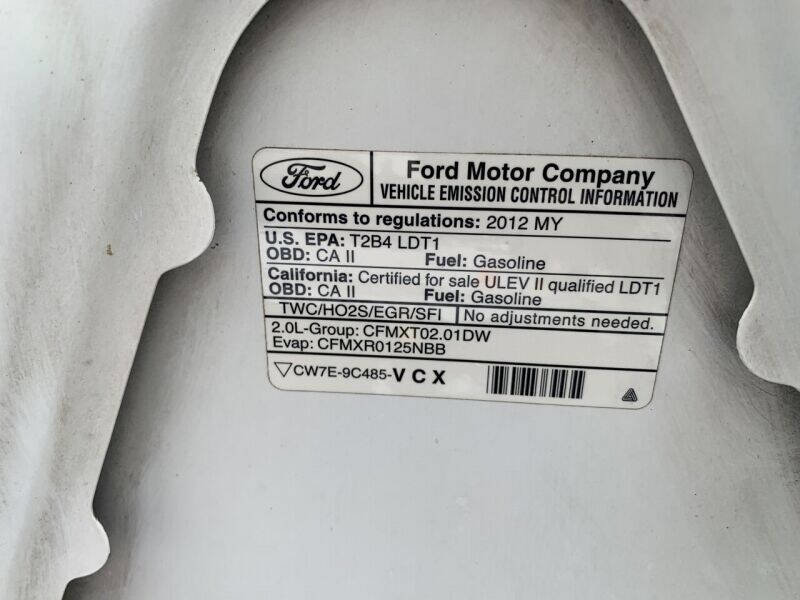 Ford
Ford Motor Company
VEHICLE EMISSION CONTROL INFORMATION
Conforms to regulations: 2012 MY
U.S. EPA: T2B4 LDT1
OBD: CA II Fuel: Gasoline
California: Certified for sale ULEV II qualified LDT1
OBD: CA II Fuel: Gasoline
TWC/HO2S/EGR/SFI No adjustments needed.
2.0L-Group: CFMXT02.01DW
Evap: CFMXR0125NBB
CW7E-9C485-V C X